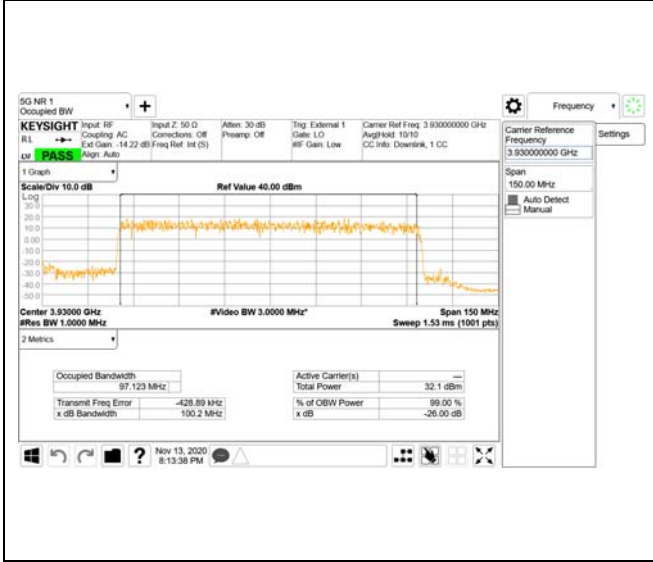 5G NR 1
Occupied BW
Frequency
KEYSIGHT
RL
LW
PASS
Input: RF
Coupling: AC
Ext Gain: -14.22 dB
Align: Auto
Input Z: 50 Ω
Corrections: Off
Freq Ref: Int (S)
Atten: 30 dB
Preamp: Off
Trig: External 1
Gate: LO
#IF Gain: Low
Carrier Ref Freq: 3.930000000 GHz
Avg|Hold: 10/10
CC Info: Downlink, 1 CC
Carrier Reference
Frequency
3.930000000 GHz
Settings
Span
150.00 MHz
Auto Detect
Manual
1 Graph
Scale/Div 10.0 dB
Ref Value 40.00 dBm
Log
30.0
20.0
10.0
0.00
-10.0
-20.0
-30.0
-40.0
-50.0
Center 3.93000 GHz
#Video BW 3.0000 MHz*
Span 150 MHz
#Res BW 1.0000 MHz
Sweep 1.53 ms (1001 pts)
2 Metrics
Occupied Bandwidth
97.123 MHz
Transmit Freq Error -428.89 kHz
x dB Bandwidth 100.2 MHz
Active Carrier(s) ---
Total Power 32.1 dBm
% of OBW Power 99.00 %
x dB -26.00 dB
Nov 13, 2020
8:13:38 PM